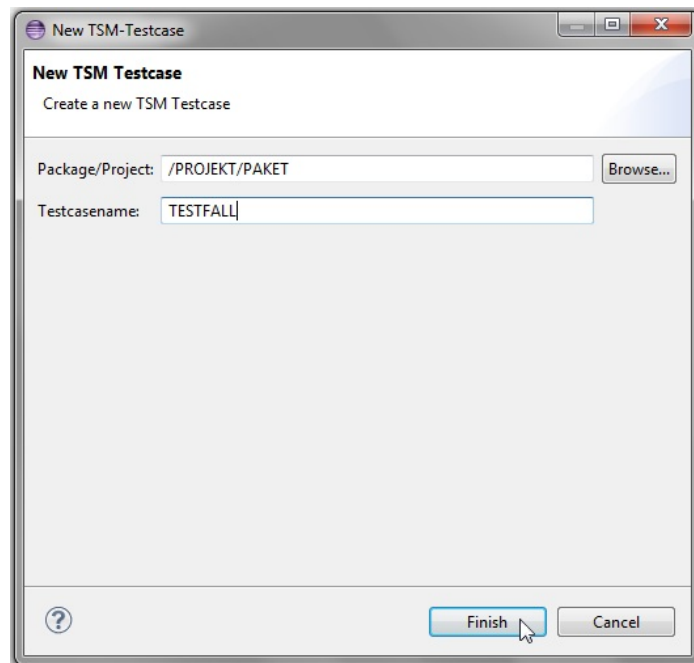 New TSM-Testcase
New TSM Testcase
Create a new TSM Testcase
Package/Project: /PROJEKT/PAKET Browse...
Testcasename: TESTFALL
? Finish Cancel